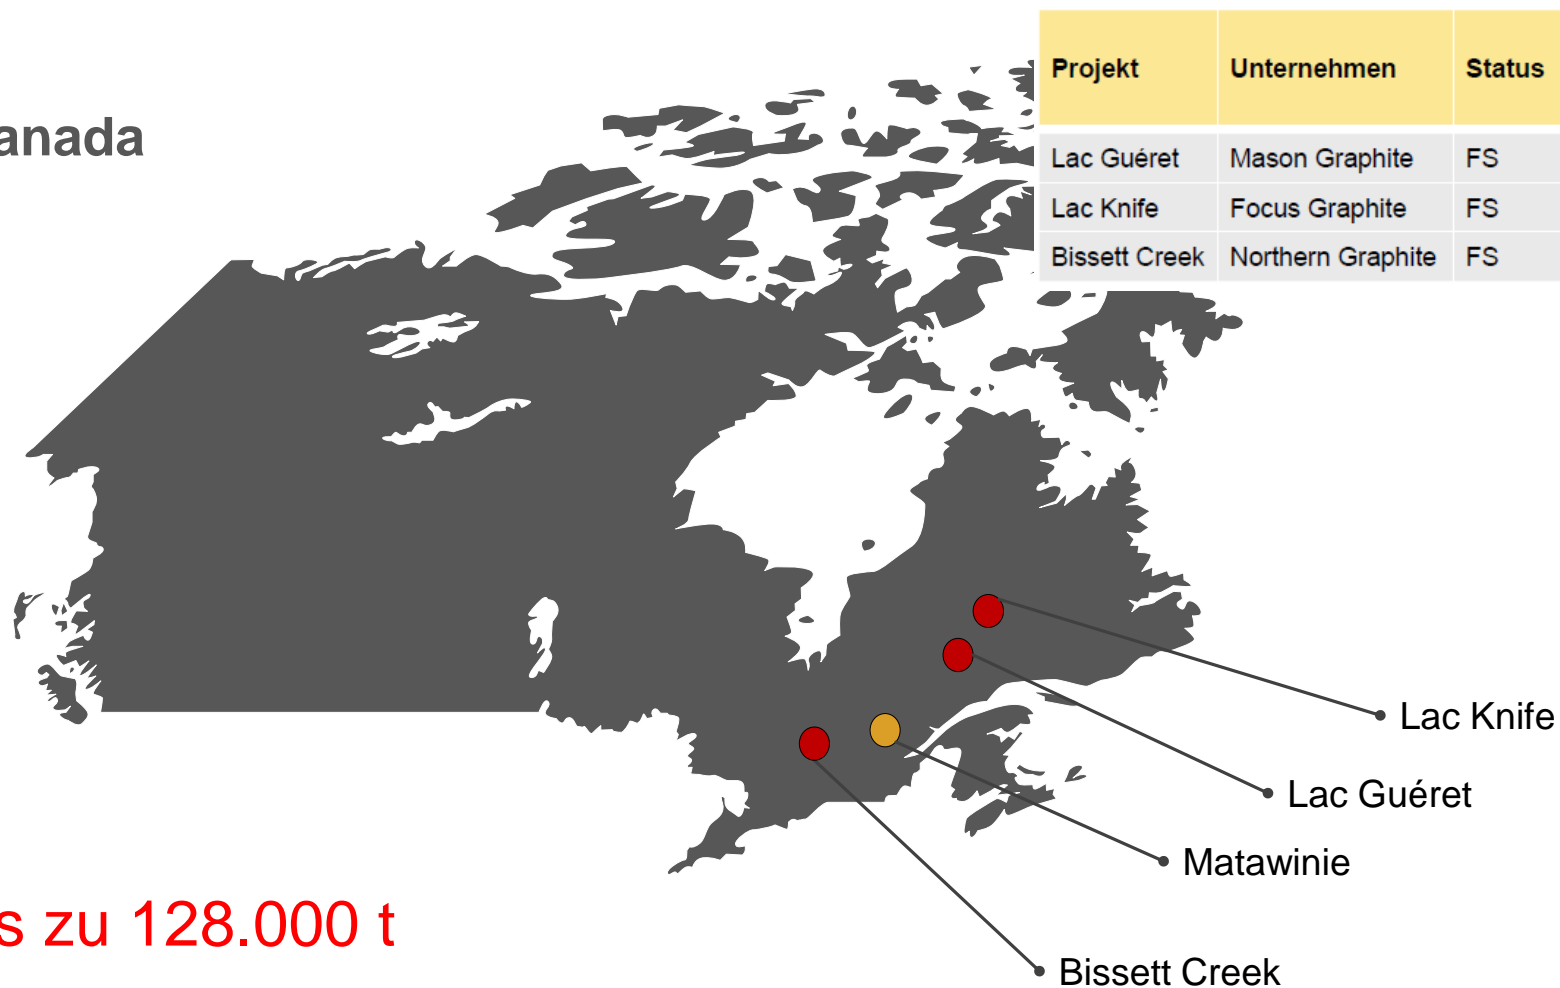 anada
Projekt Unternehmen Status
Lac Guéret Mason Graphite FS
Lac Knife Focus Graphite FS
Bissett Creek Northern Graphite FS
Lac Knife
Lac Guéret
Matawinie
s zu 128.000 t
Bissett Creek